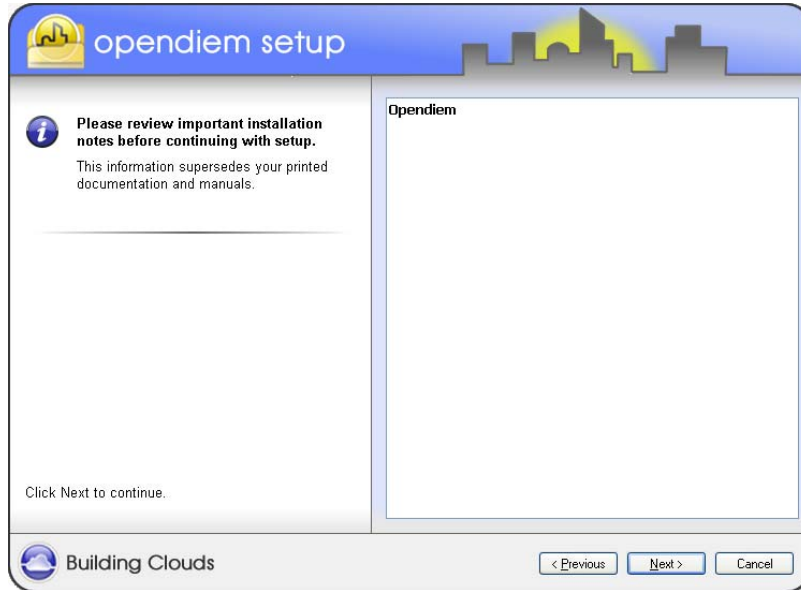 opendiem setup
Please review important installation
notes before continuing with setup.
This information supersedes your printed
documentation and manuals.
Click Next to continue.
Opendiem
Building Clouds
< Previous
Next >
Cancel